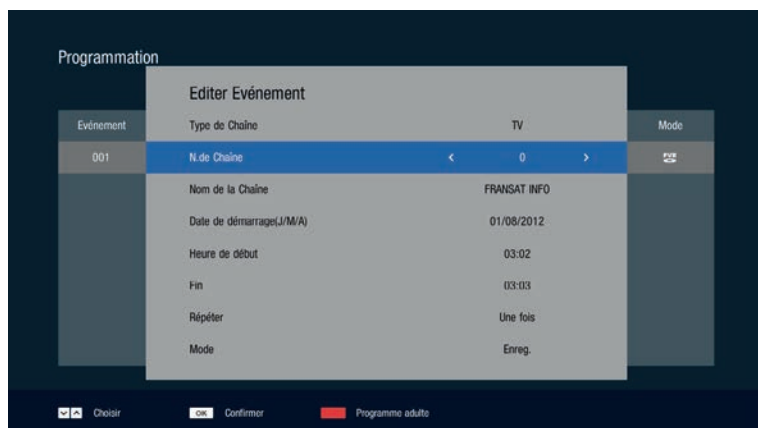 Programmation
Editer Evénement
Evénement
Type de Chaîne
TV
Mode
001
N.de Chaîne
< 0 >
PVR
Nom de la Chaîne
FRANSAT INFO
Date de démarrage(J/M/A)
01/08/2012
Heure de début
03:02
Fin
03:03
Répéter
Une fois
Mode
Enreg.
Choisir
OK
Confirmer
Programme adulte